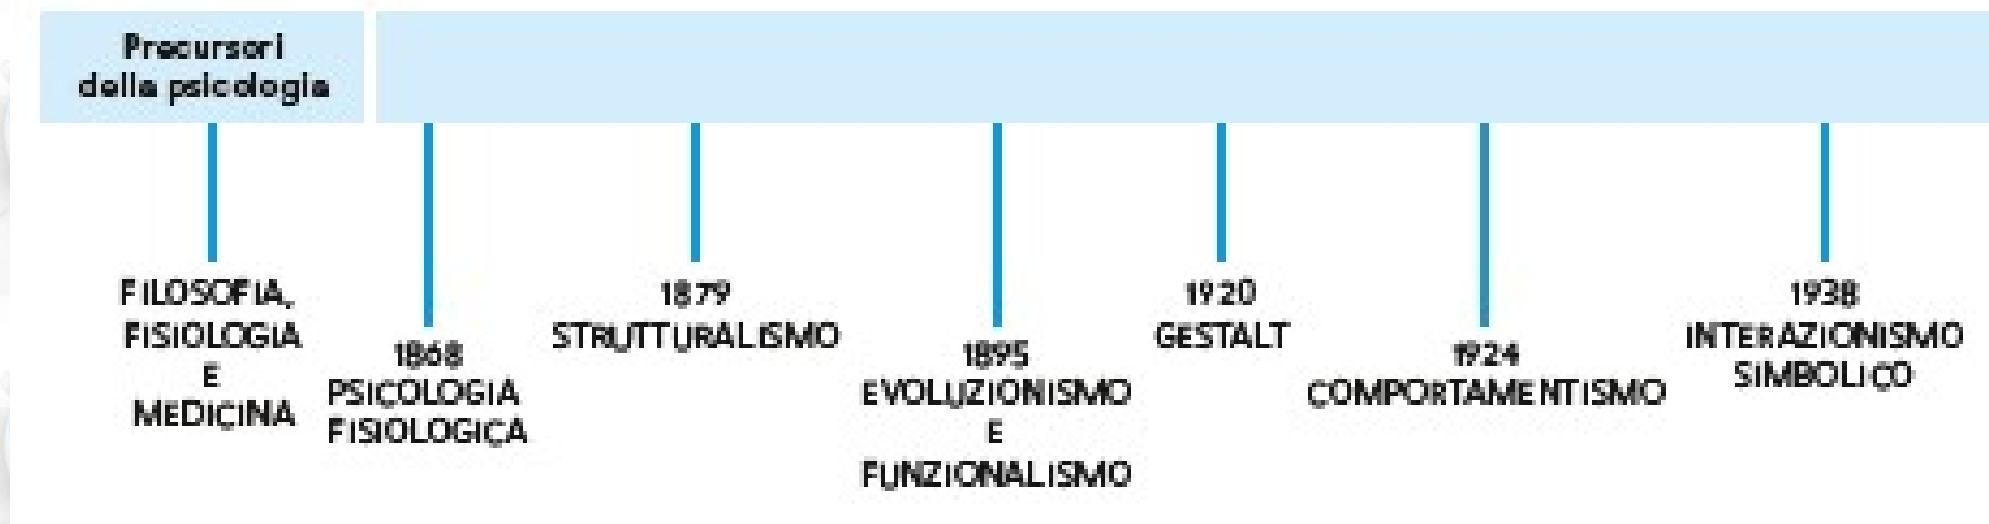 Precursori
della psicologia
FILOSOFIA,
FISIOLOGIA
E
MEDICINA
1868
PSICOLOGIA
FISIOLOGICA
1879
STRUTTURALISMO
1895
EVOLUZIONISMO
E
FUNZIONALISMO
1920
GESTALT
1924
COMPORTAMENTISMO
1938
INTERAZIONISMO
SIMBOLICO